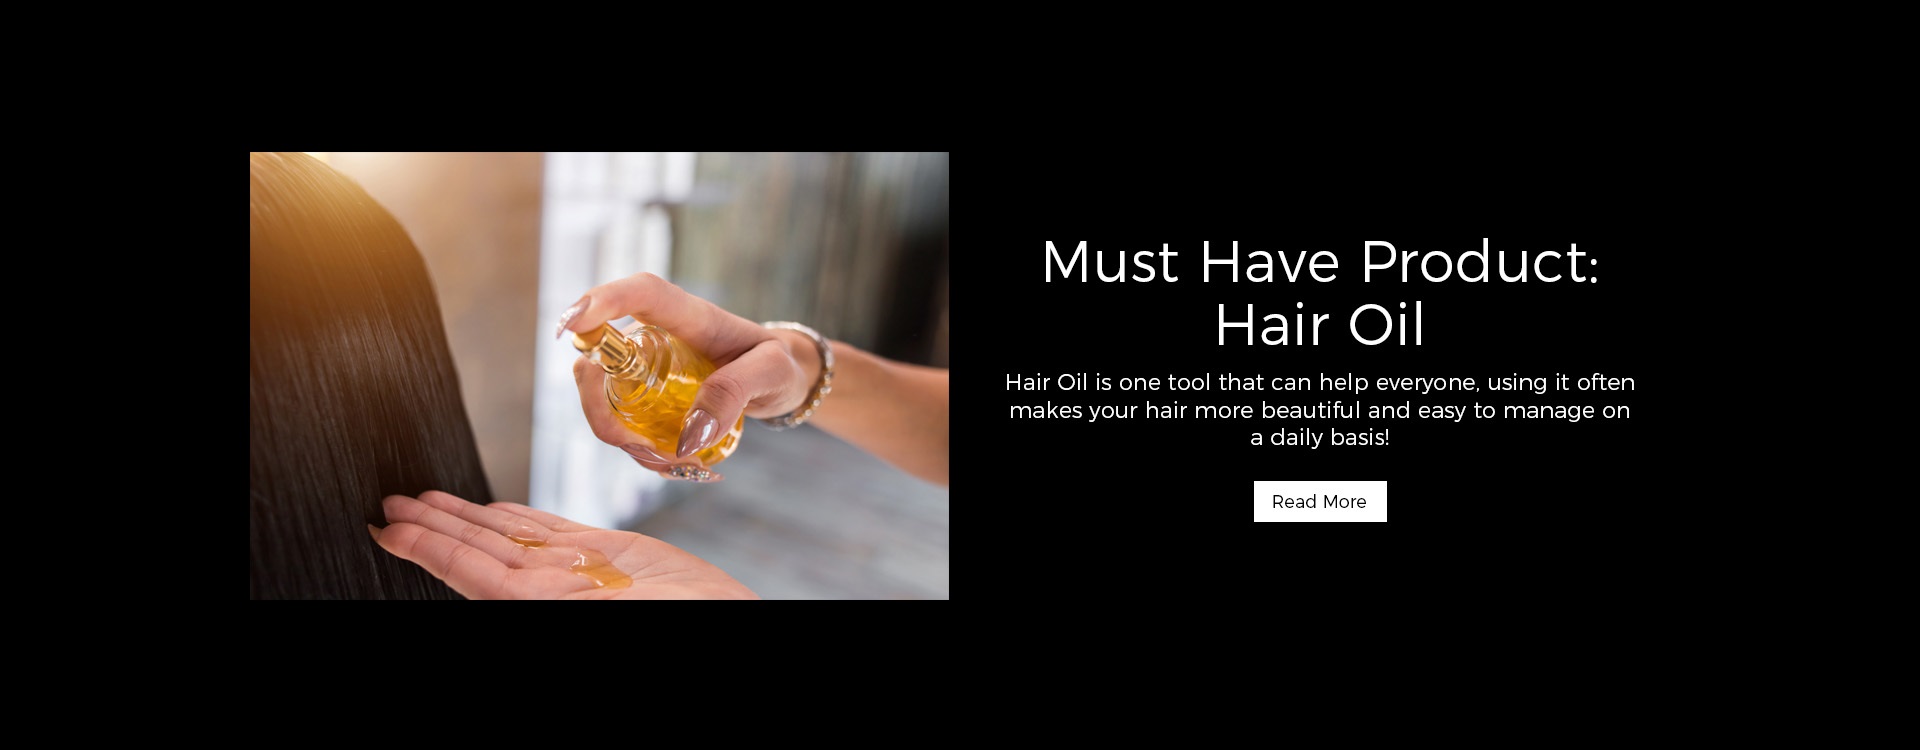 Must Have Product:
Hair Oil
Hair Oil is one tool that can help everyone, using it often
makes your hair more beautiful and easy to manage on
a daily basis!
Read More